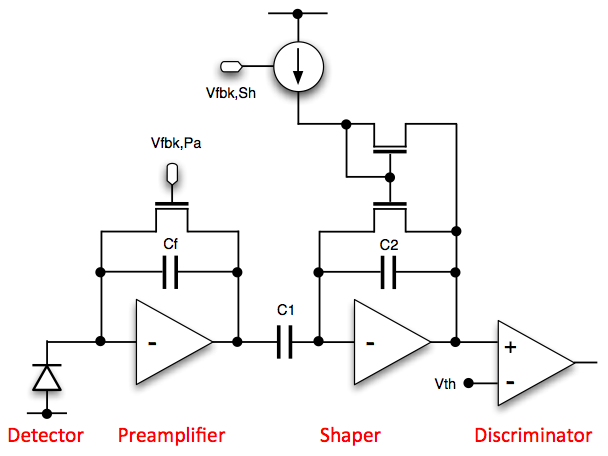 Vfbk,Sh
Vfbk,Pa
Cf
C2
C1
-
-
+
-
Vth
Detector Preamplifier Shaper Discriminator